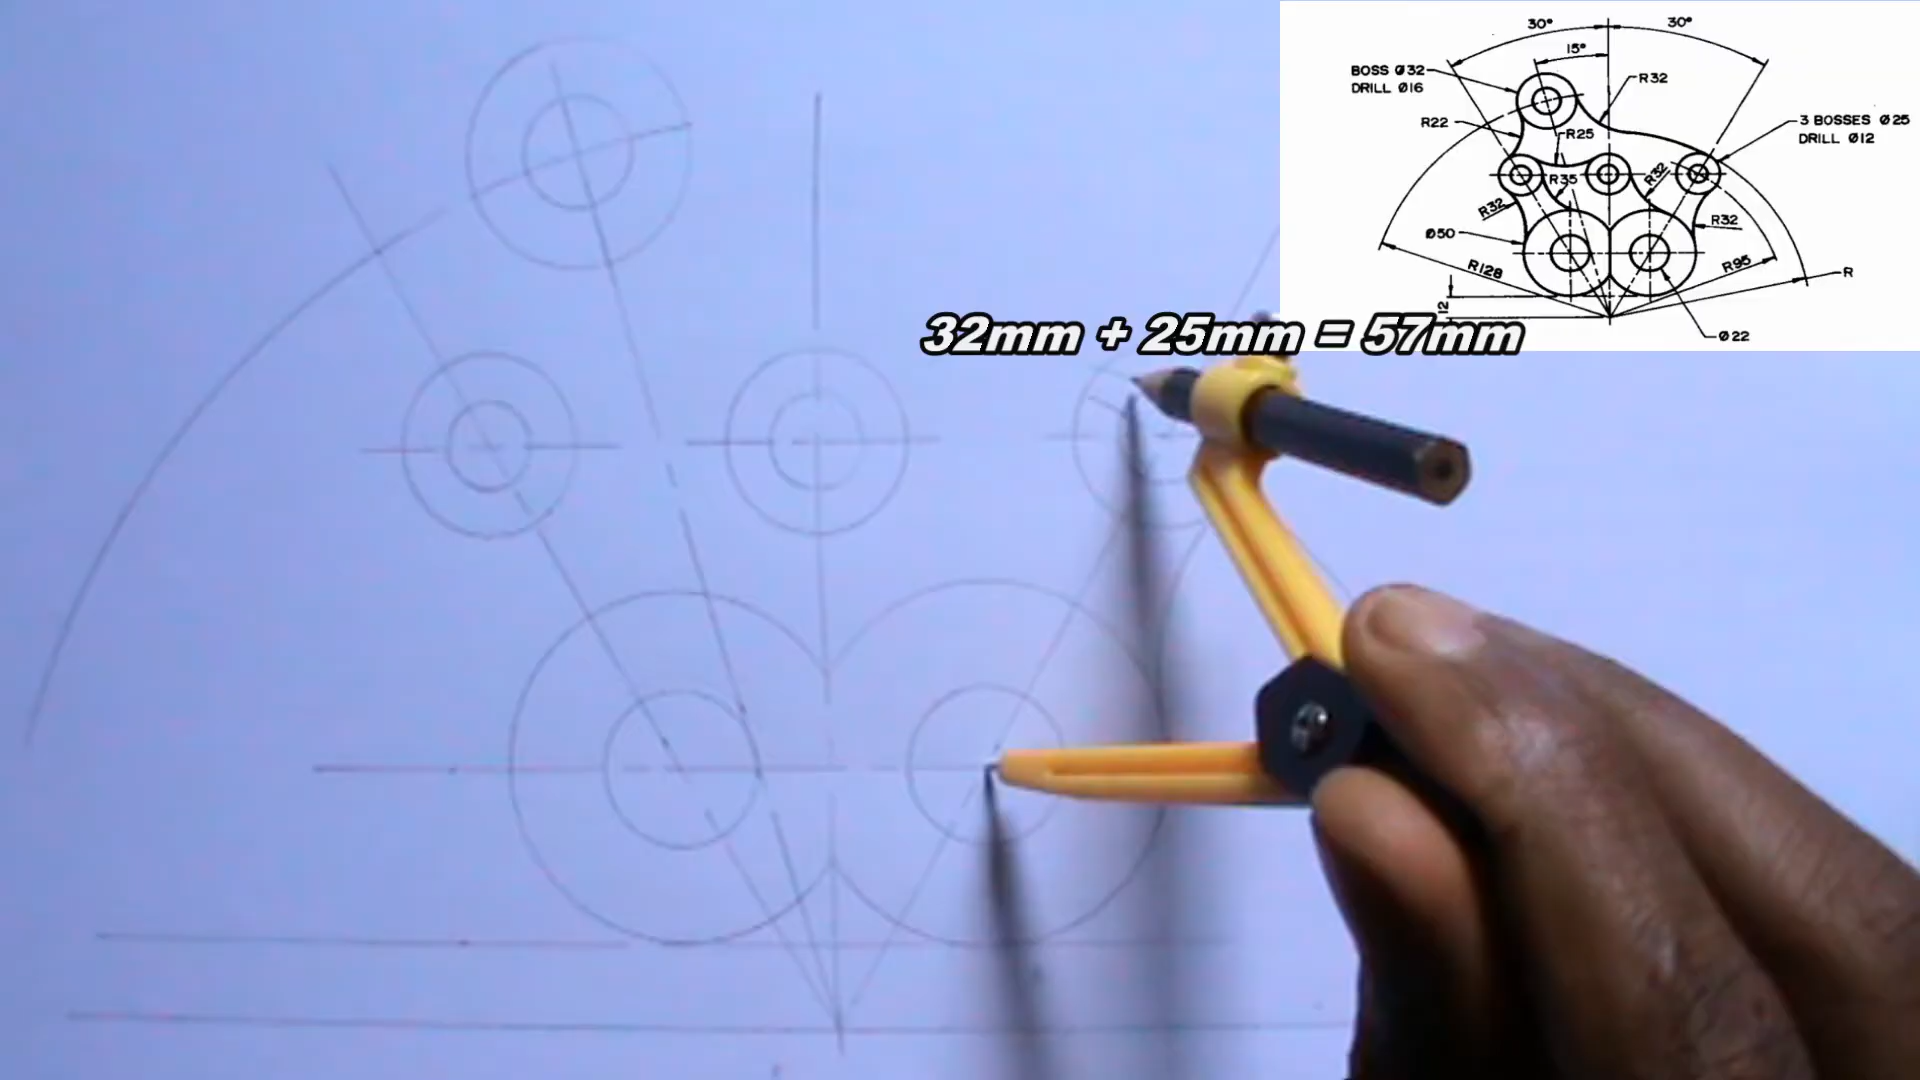 30°
30°
15°
BOSS Ø32
DRILL Ø16
R32
R22
R25
3 BOSSES Ø25
DRILL Ø12
R35
R32
R32
R32
Ø50
R128
R95
R
12
Ø22
32mm + 25mm = 57mm